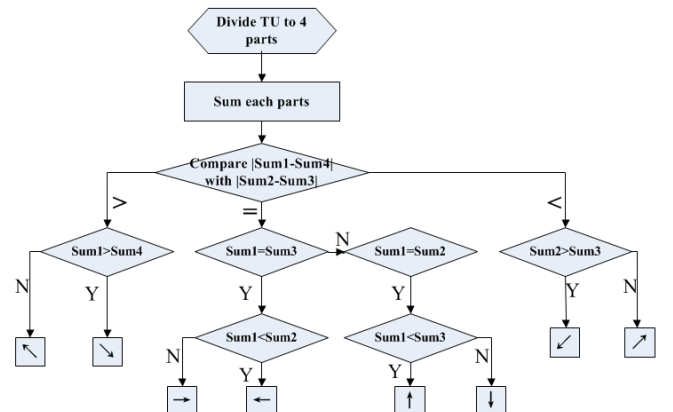 Divide TU to 4
parts
Sum each parts
Compare |Sum1-Sum4|
with |Sum2-Sum3|
>
=
<
Sum1>Sum4
Sum1=Sum3
N
Sum1=Sum2
Sum2>Sum3
N
Y
Y
Y
Y
N
Sum1<Sum2
Sum1<Sum3
↖
↘
N
Y
Y
N
↙
↗
→
←
↑
↓